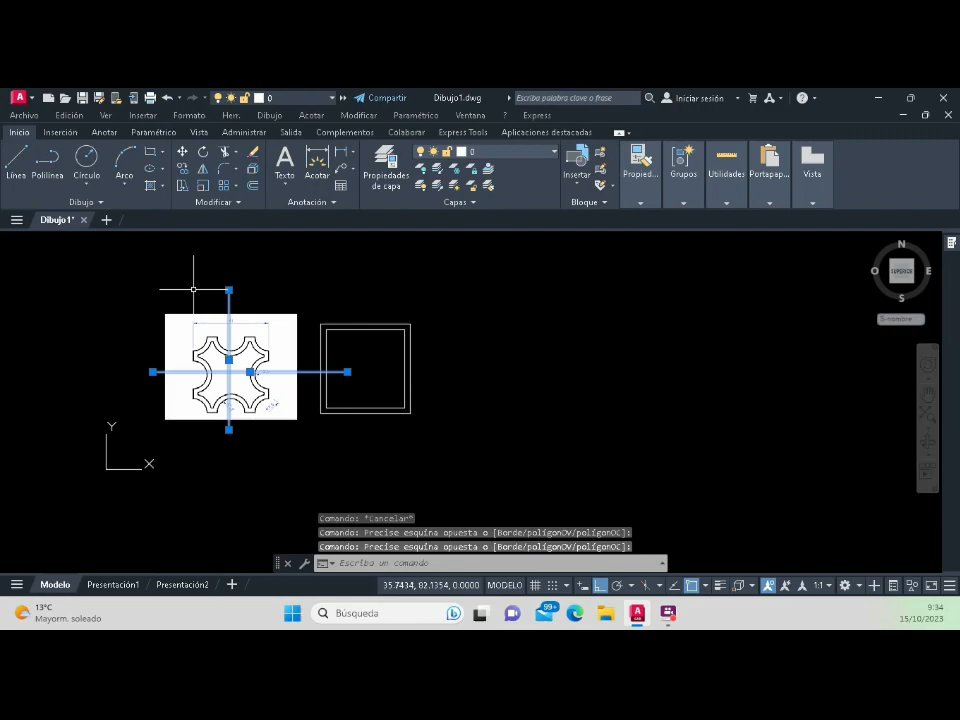 A CAD
0
Compartir
Dibujo1.dwg
Escriba palabra clave o frase
Iniciar sesión
Archivo Edición Ver Insertar Formato Herr. Dibujo Acotar Modificar Paramétrico Ventana ? Express
Inicio Inserción Anotar Paramétrico Vista Administrar Salida Complementos Colaborar Express Tools Aplicaciones destacadas
0
Línea Polilínea Círculo Arco Texto Acotar Propiedades de capa Insertar Propied... Grupos Utilidades Portapap... Vista
Dibujo Modificar Anotación Capas Bloque
Dibujo1*
N
O SUPERIOR E
S
S-nombre
Y
X
Comando: *Cancelar*
Comando: Precise esquina opuesta o [Borde/polígonOV/polígonOC]:
Comando: Precise esquina opuesta o [Borde/polígonOV/polígonOC]:
Escriba un comando
Modelo Presentación1 Presentación2 + 35.7434, 82.1354, 0.0000 MODELO 1:1
13°C
Mayorm. soleado
Búsqueda
99+
9:34
15/10/2023